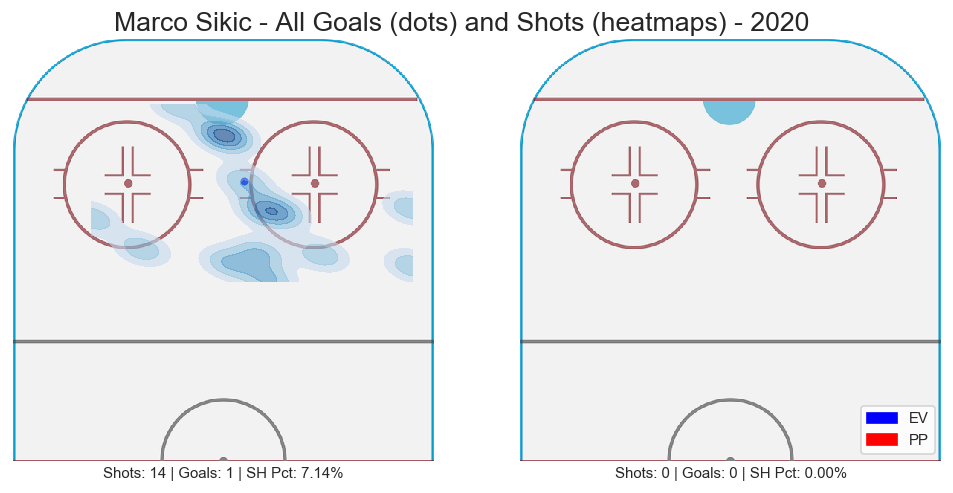 Marco Sikic - All Goals (dots) and Shots (heatmaps) - 2020
EV
PP
Shots: 14 | Goals: 1 | SH Pct: 7.14%
Shots: 0 | Goals: 0 | SH Pct: 0.00%